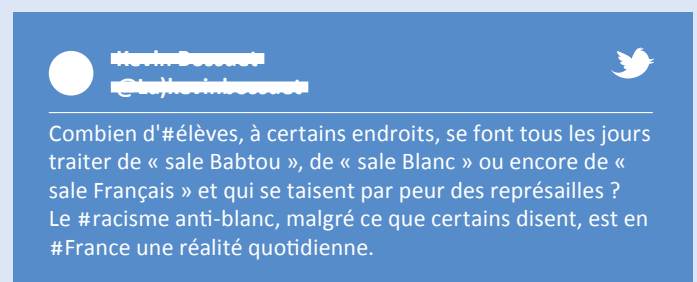 Combien d'#élèves, à certains endroits, se font tous les jours
traiter de « sale Babtou », de « sale Blanc » ou encore de «
sale Français » et qui se taisent par peur des représailles ?
Le #racisme anti-blanc, malgré ce que certains disent, est en
#France une réalité quotidienne.